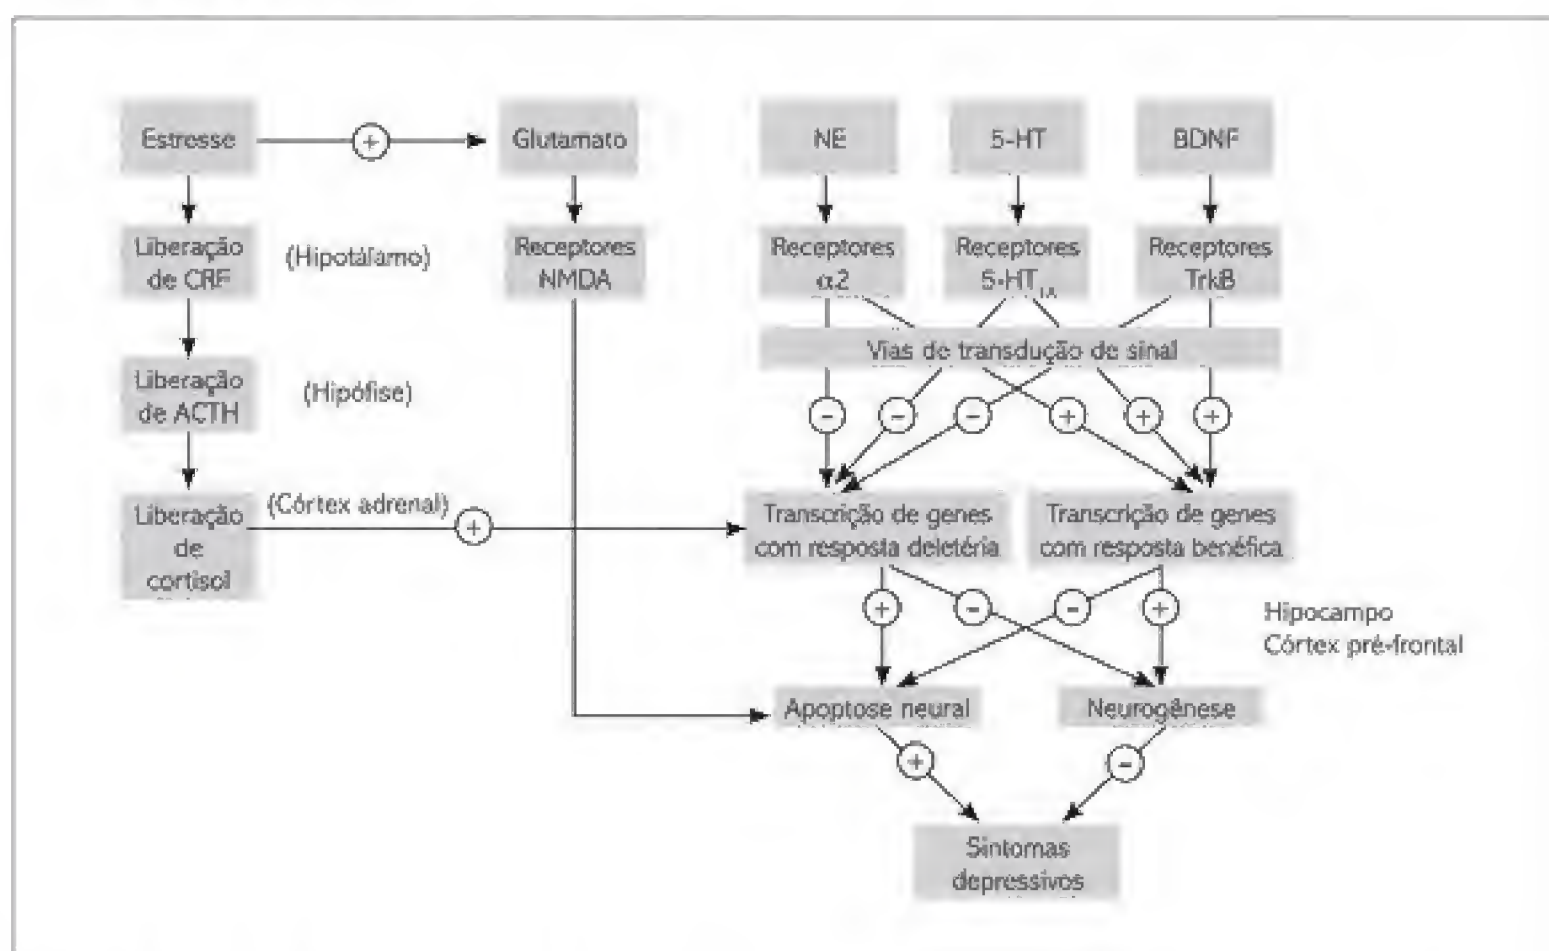 Estresse
+
Glutamato
NE
5-HT
BDNF
Liberação
de CRF
(Hipotálamo)
Receptores
NMDA
Receptores
α2
Receptores
5-HT1A
Receptores
TrkB
Vias de transdução de sinal
Liberação
de ACTH
(Hipófise)
-
-
-
+
+
+
Liberação
de
cortisol
(Córtex adrenal)
+
Transcrição de genes
com resposta deletéria
Transcrição de genes
com resposta benéfica
+
-
-
+
Hipocampo
Córtex pré-frontal
Apoptose neural
Neurogênese
+
-
Sintomas
depressivos